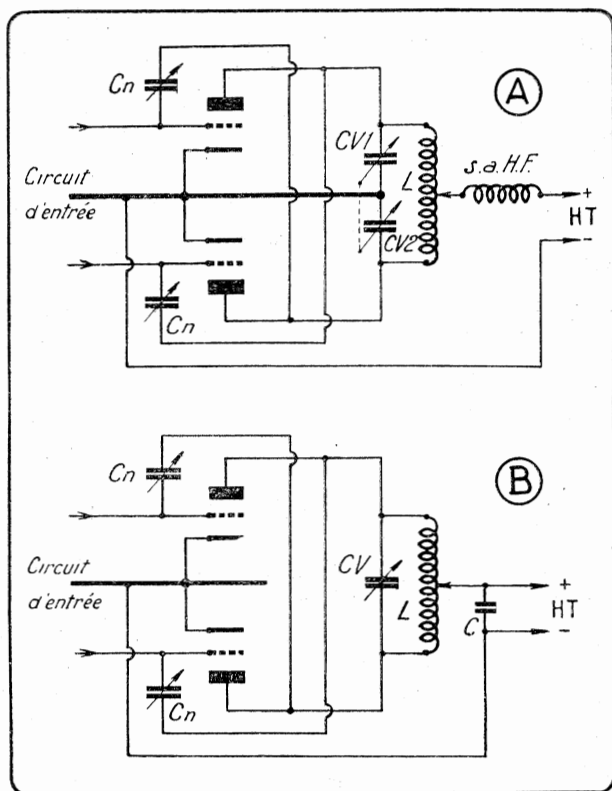 Cn
A
CV1
s.a.H.F.
L
+
HT
-
Circuit
d'entrée
CV2
Cn
B
Cn
Circuit
d'entrée
CV
L
+
HT
-
C
Cn